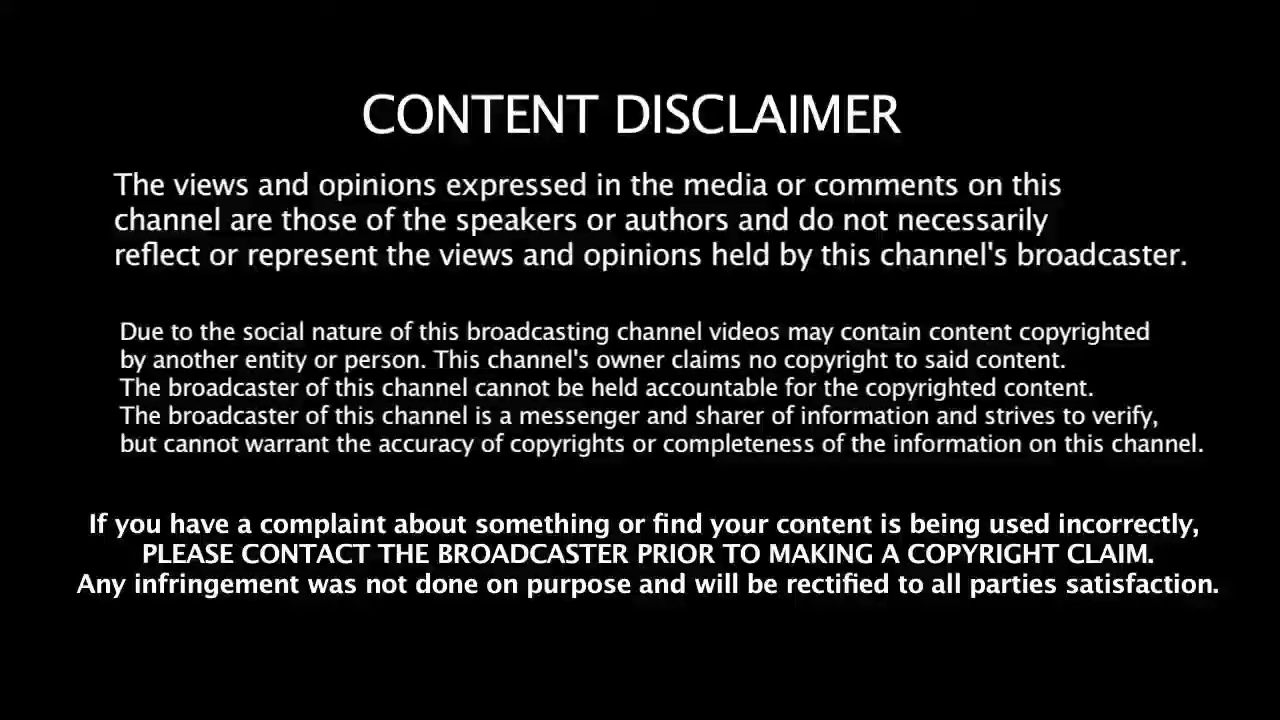 CONTENT DISCLAIMER
The views and opinions expressed in the media or comments on this
channel are those of the speakers or authors and do not necessarily
reflect or represent the views and opinions held by this channel's broadcaster.
Due to the social nature of this broadcasting channel videos may contain content copyrighted
by another entity or person. This channel's owner claims no copyright to said content.
The broadcaster of this channel cannot be held accountable for the copyrighted content.
The broadcaster of this channel is a messenger and sharer of information and strives to verify,
but cannot warrant the accuracy of copyrights or completeness of the information on this channel.
If you have a complaint about something or find your content is being used incorrectly,
PLEASE CONTACT THE BROADCASTER PRIOR TO MAKING A COPYRIGHT CLAIM.
Any infringement was not done on purpose and will be rectified to all parties satisfaction.